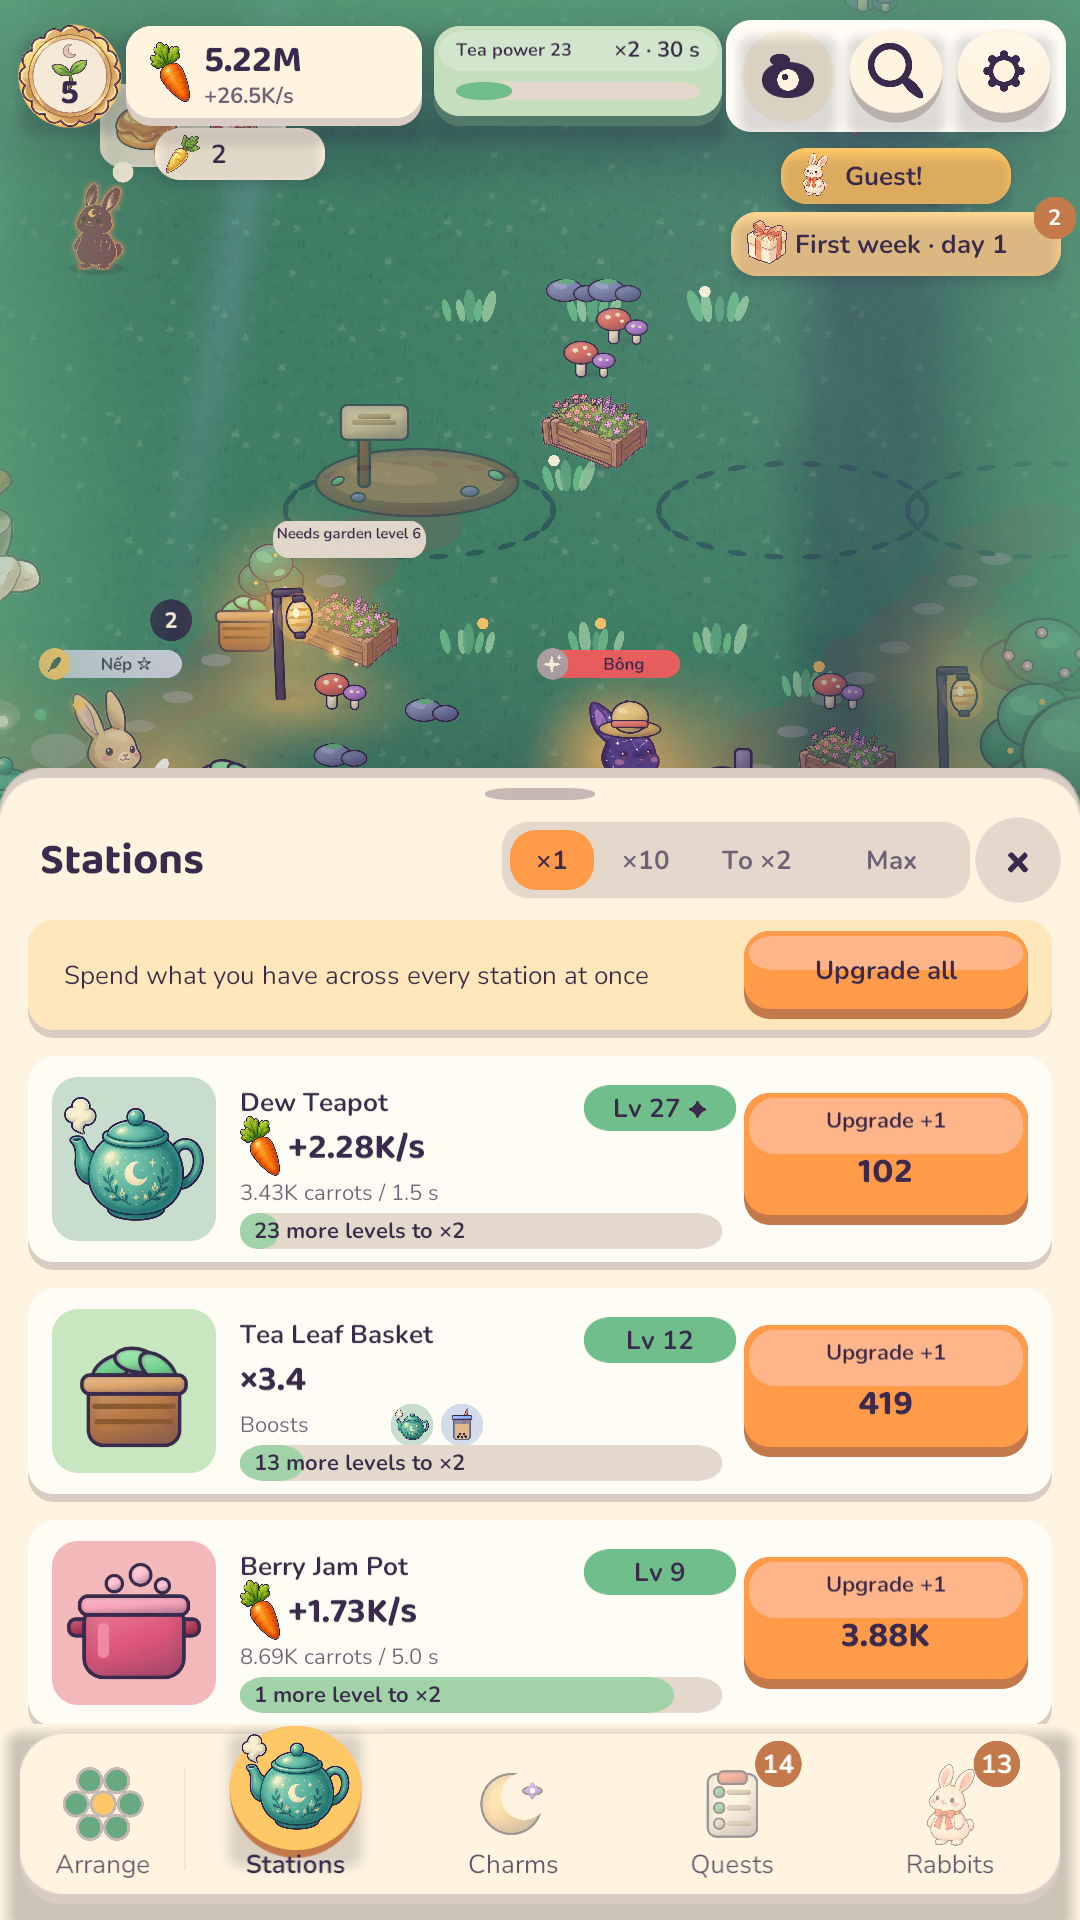 5
5.22M
+26.5K/s
Tea power 23
×2 · 30 s
2
Guest!
2
First week · day 1
Needs garden level 6
2
Nếp ☆
Bông
Stations
×1
×10
To ×2
Max
×
Spend what you have across every station at once
Upgrade all
Dew Teapot
Lv 27 ✦
+2.28K/s
3.43K carrots / 1.5 s
23 more levels to ×2
Upgrade +1
102
Tea Leaf Basket
Lv 12
×3.4
Boosts
13 more levels to ×2
Upgrade +1
419
Berry Jam Pot
Lv 9
+1.73K/s
8.69K carrots / 5.0 s
1 more level to ×2
Upgrade +1
3.88K
14
13
Arrange
Stations
Charms
Quests
Rabbits